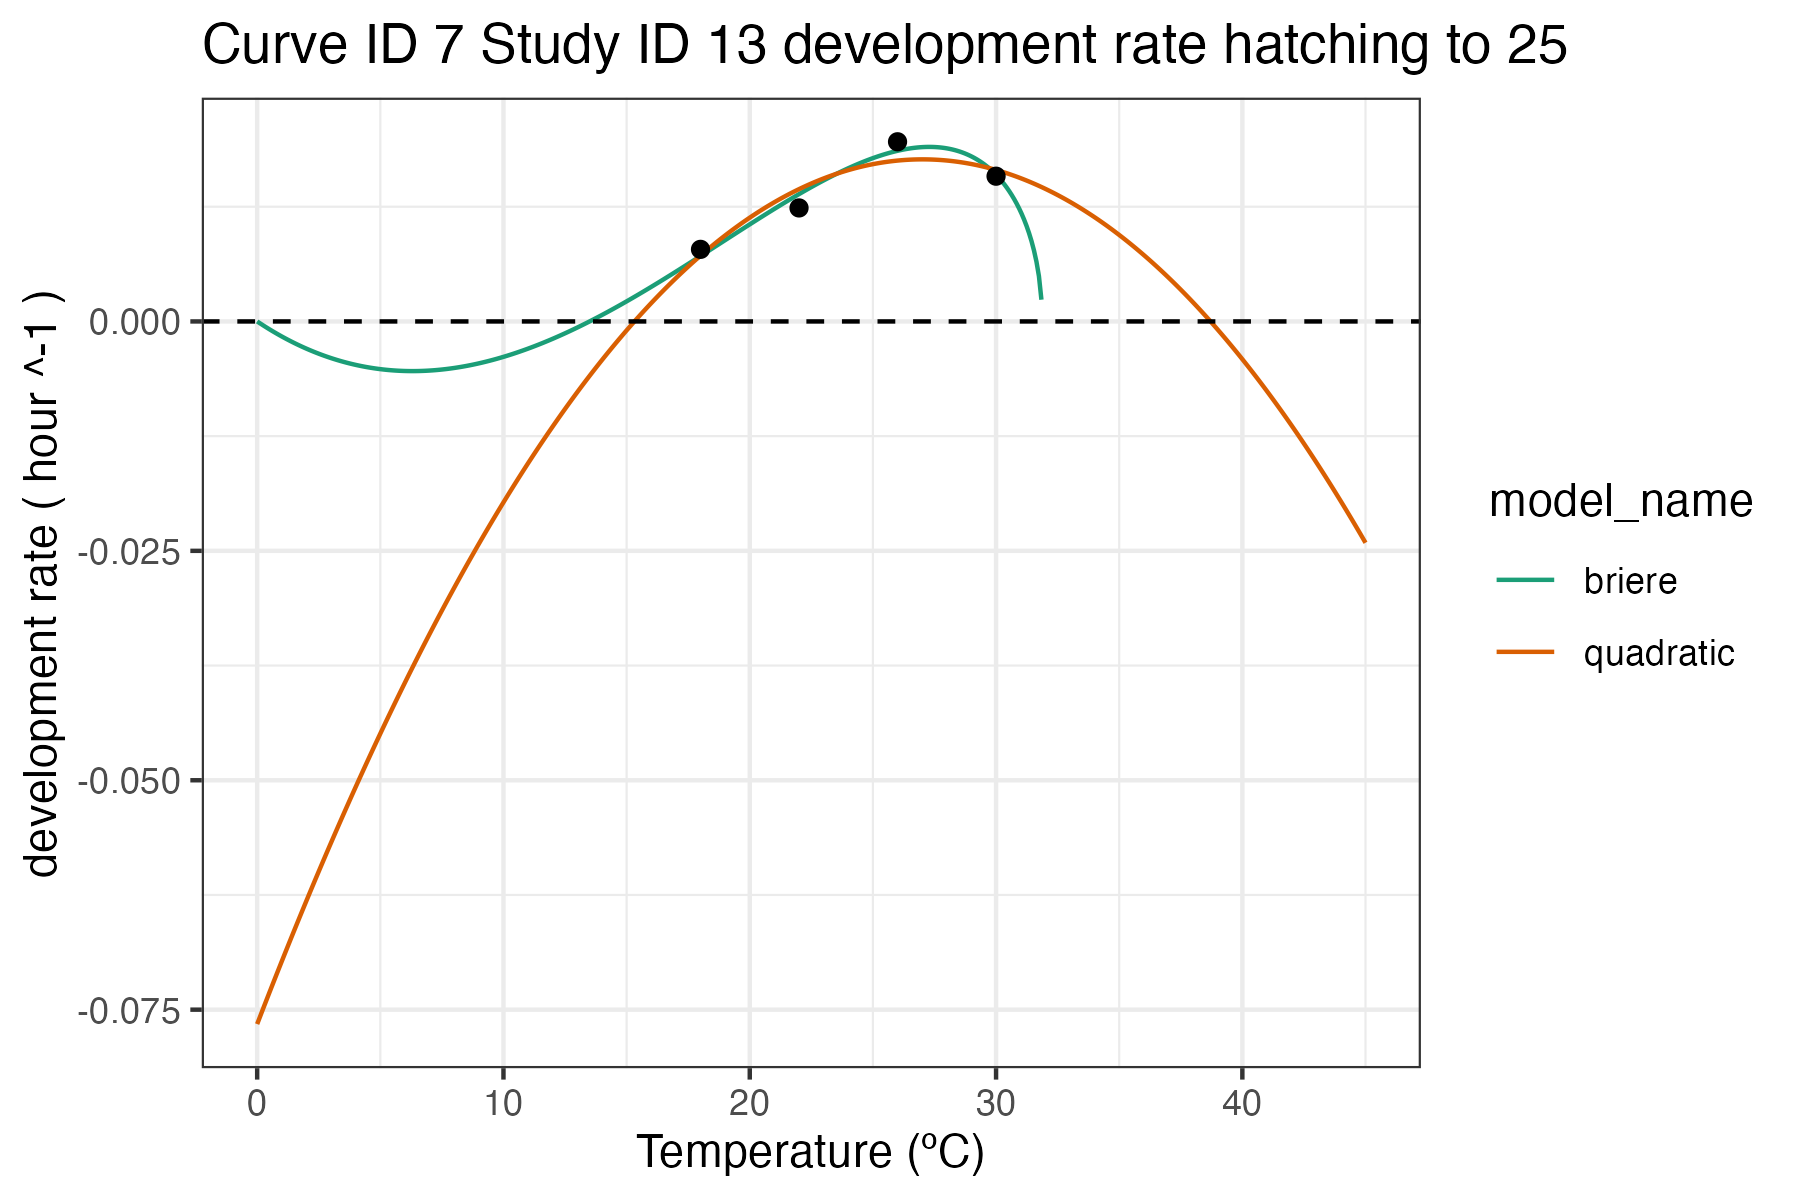 Curve ID 7 Study ID 13 development rate hatching to 25
development rate ( hour ^-1 )
0.000
-0.025
-0.050
-0.075
0
10
20
30
40
Temperature (ºC)
model_name
briere
quadratic